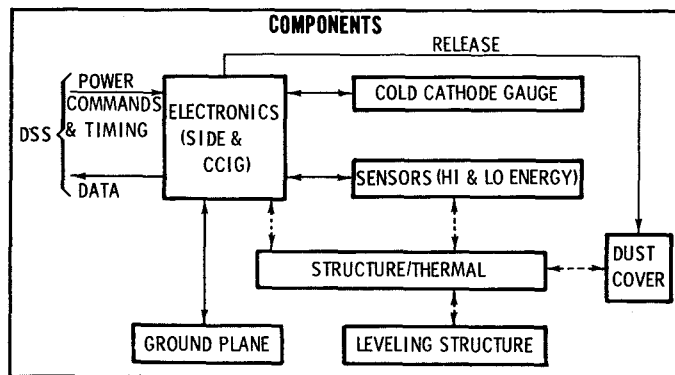 COMPONENTS
RELEASE
POWER
COMMANDS
& TIMING
DSS
DATA
ELECTRONICS
(SIDE &
CCIG)
COLD CATHODE GAUGE
SENSORS (HI & LO ENERGY)
STRUCTURE/THERMAL
DUST
COVER
GROUND PLANE
LEVELING STRUCTURE